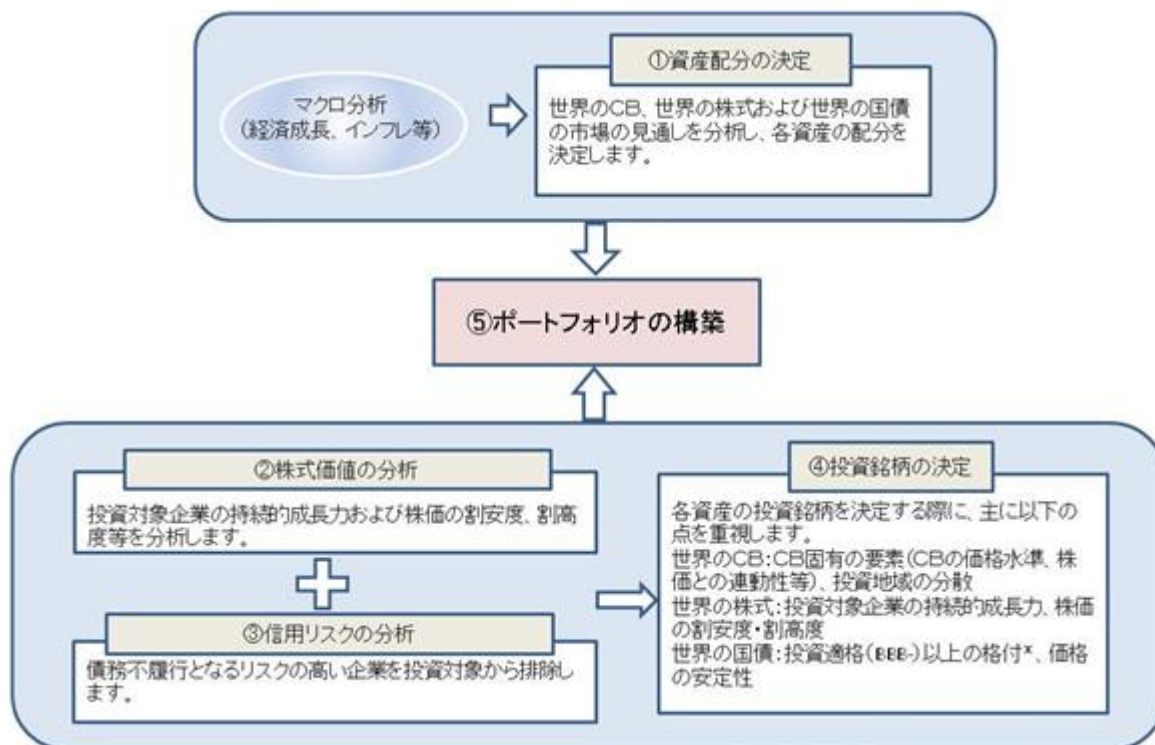 ①資産配分の決定
マクロ分析
(経済成長、インフレ等)
世界のCB、世界の株式および世界の国債
の市場の見通しを分析し、各資産の配分を
決定します。
⑤ポートフォリオの構築
②株式価値の分析
投資対象企業の持続的成長力および株価の割安度、割高
度等を分析します。
③信用リスクの分析
債務不履行となるリスクの高い企業を投資対象から排除し
ます。
④投資銘柄の決定
各資産の投資銘柄を決定する際に、主に以下の
点を重視します。
世界のCB:CB固有の要素(CBの価格水準、株
価との連動性等)、投資地域の分散
世界の株式:投資対象企業の持続的成長力、株価
の割安度・割高度
世界の国債:投資適格(BBB-)以上の格付*、価格
の安定性